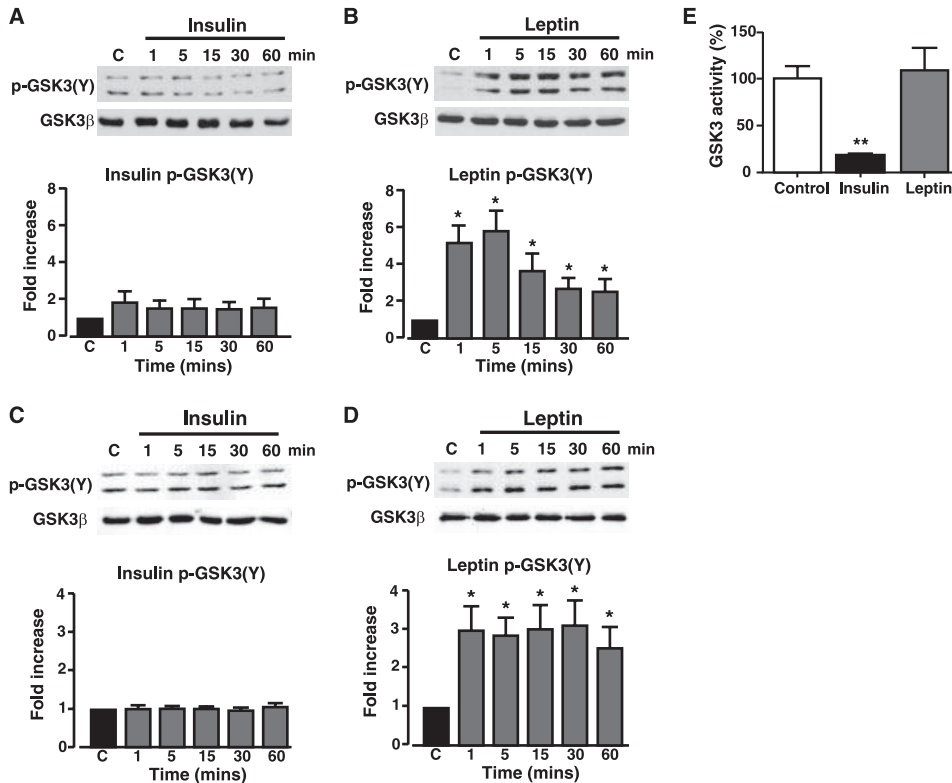 A
Insulin
C 1 5 15 30 60 min
p-GSK3(Y)
GSK3β
Insulin p-GSK3(Y)
8
6
4
2
0
Fold increase
C 1 5 15 30 60
Time (mins)
B
Leptin
C 1 5 15 30 60 min
p-GSK3(Y)
GSK3β
Leptin p-GSK3(Y)
8
6
4
2
0
Fold increase
* * * * *
C 1 5 15 30 60
Time (mins)
E
150
100
50
0
GSK3 activity (%)
**
Control Insulin Leptin
C
Insulin
C 1 5 15 30 60 min
p-GSK3(Y)
GSK3β
Insulin p-GSK3(Y)
4
3
2
1
0
Fold increase
C 1 5 15 30 60
Time (mins)
D
Leptin
C 1 5 15 30 60 min
p-GSK3(Y)
GSK3β
Leptin p-GSK3(Y)
4
3
2
1
0
Fold increase
* * * * *
C 1 5 15 30 60
Time (mins)